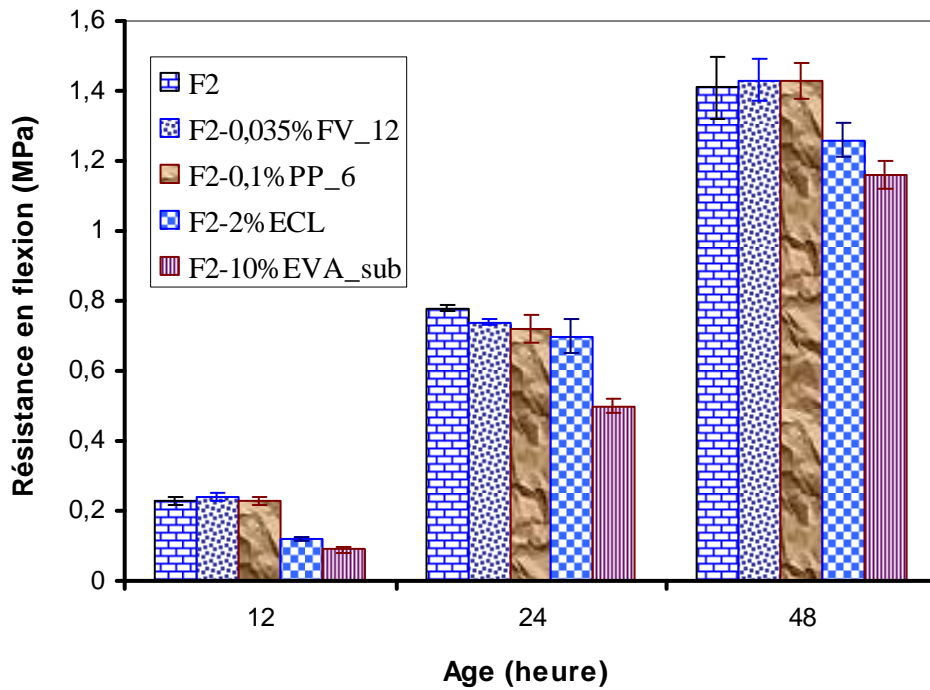 1,6
1,4
1,2
1
0,8
0,6
0,4
0,2
0
Résistance en flexion (MPa)
F2
F2-0,035% FV_12
F2-0,1% PP_6
F2-2% ECL
F2-10% EVA_sub
12 24 48
Age (heure)